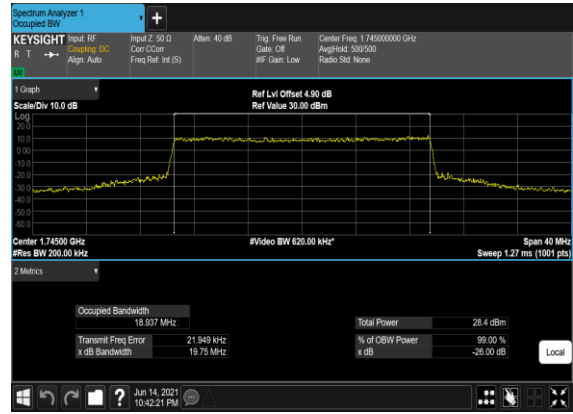 Spectrum Analyzer 1
Occupied BW
+
KEYSIGHT Input: RF Input Z: 50 Ω Atten: 40 dB Trig: Free Run Center Freq: 1.745000000 GHz
R T Coupling: DC Corr CCorr Gate: Off Avg|Hold: 500/500
Align: Auto Freq Ref: Int (S) #IF Gain: Low Radio Std: None
1 Graph
Ref Lvl Offset 4.90 dB
Scale/Div 10.0 dB Ref Value 30.00 dBm
Log
20.0
10.0
0.00
-10.0
-20.0
-30.0
-40.0
-50.0
-60.0
Center 1.74500 GHz #Video BW 620.00 kHz* Span 40 MHz
#Res BW 200.00 kHz Sweep 1.27 ms (1001 pts)
2 Metrics
Occupied Bandwidth
18.937 MHz Total Power 28.4 dBm
Transmit Freq Error 21.949 kHz % of OBW Power 99.00 %
x dB Bandwidth 19.75 MHz x dB -26.00 dB
Local
? Jun 14, 2021
10:42:21 PM